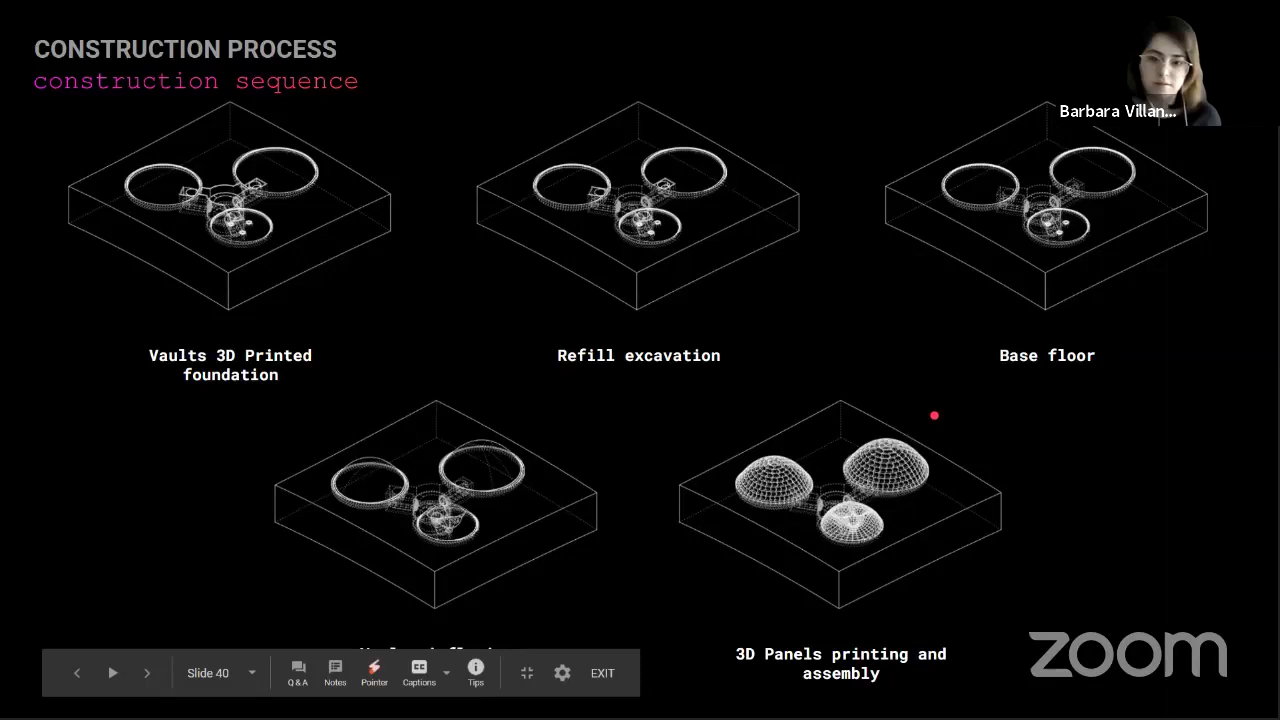 CONSTRUCTION PROCESS
construction sequence
Barbara Villan...
Vaults 3D Printed
foundation
Refill excavation
Base floor
3D Panels printing and
assembly
Slide 40
Q & A
Notes
Pointer
Captions
Tips
EXIT
zoom